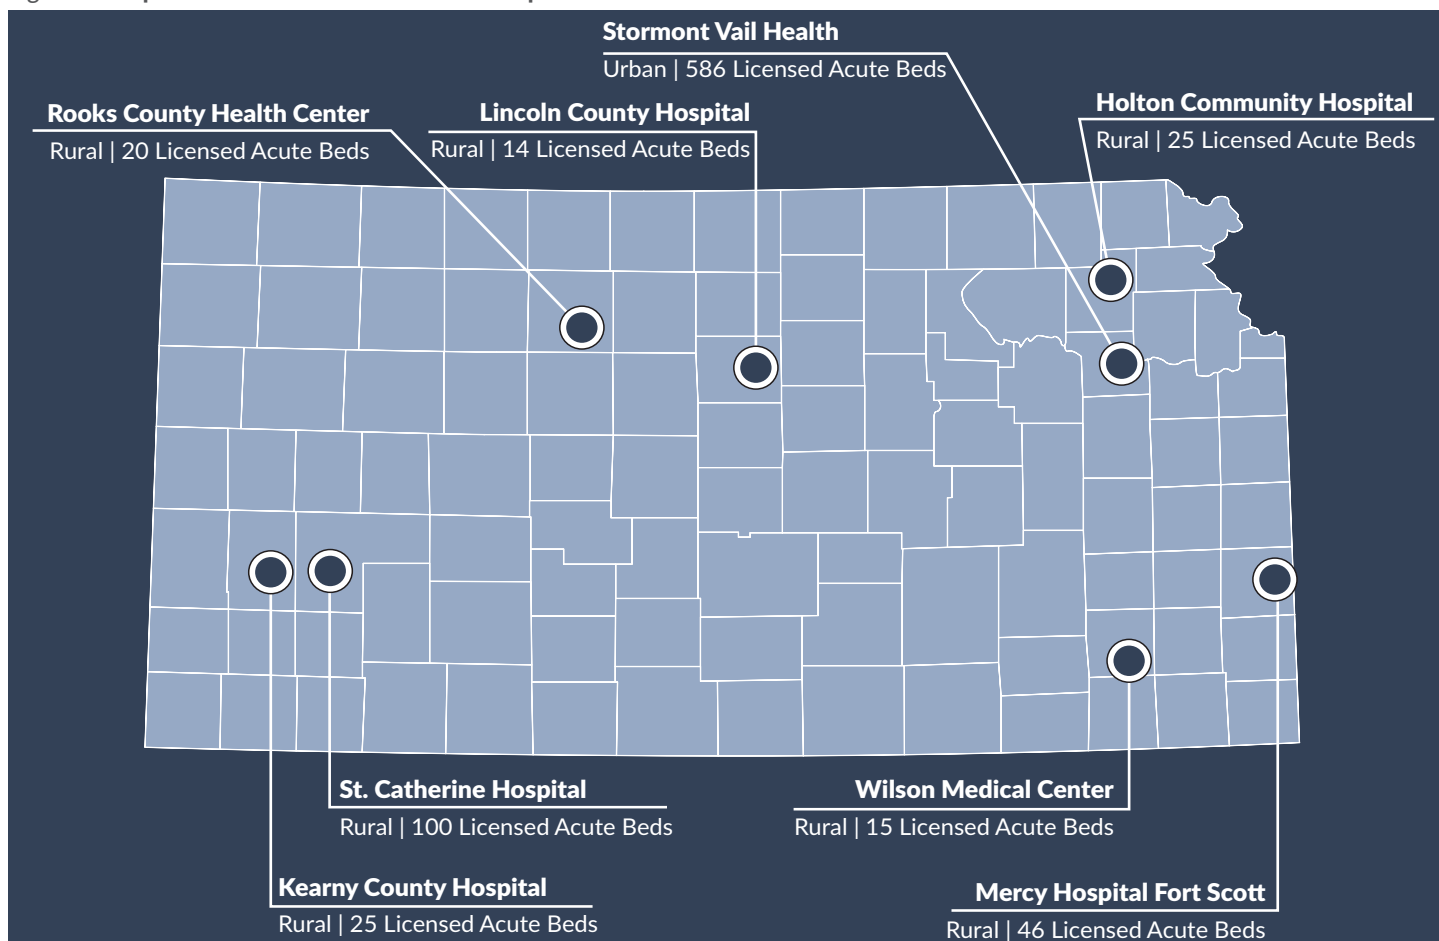 Stormont Vail Health
Urban | 586 Licensed Acute Beds
Rooks County Health Center
Rural | 20 Licensed Acute Beds
Lincoln County Hospital
Rural | 14 Licensed Acute Beds
Holton Community Hospital
Rural | 25 Licensed Acute Beds
St. Catherine Hospital
Rural | 100 Licensed Acute Beds
Wilson Medical Center
Rural | 15 Licensed Acute Beds
Kearny County Hospital
Rural | 25 Licensed Acute Beds
Mercy Hospital Fort Scott
Rural | 46 Licensed Acute Beds